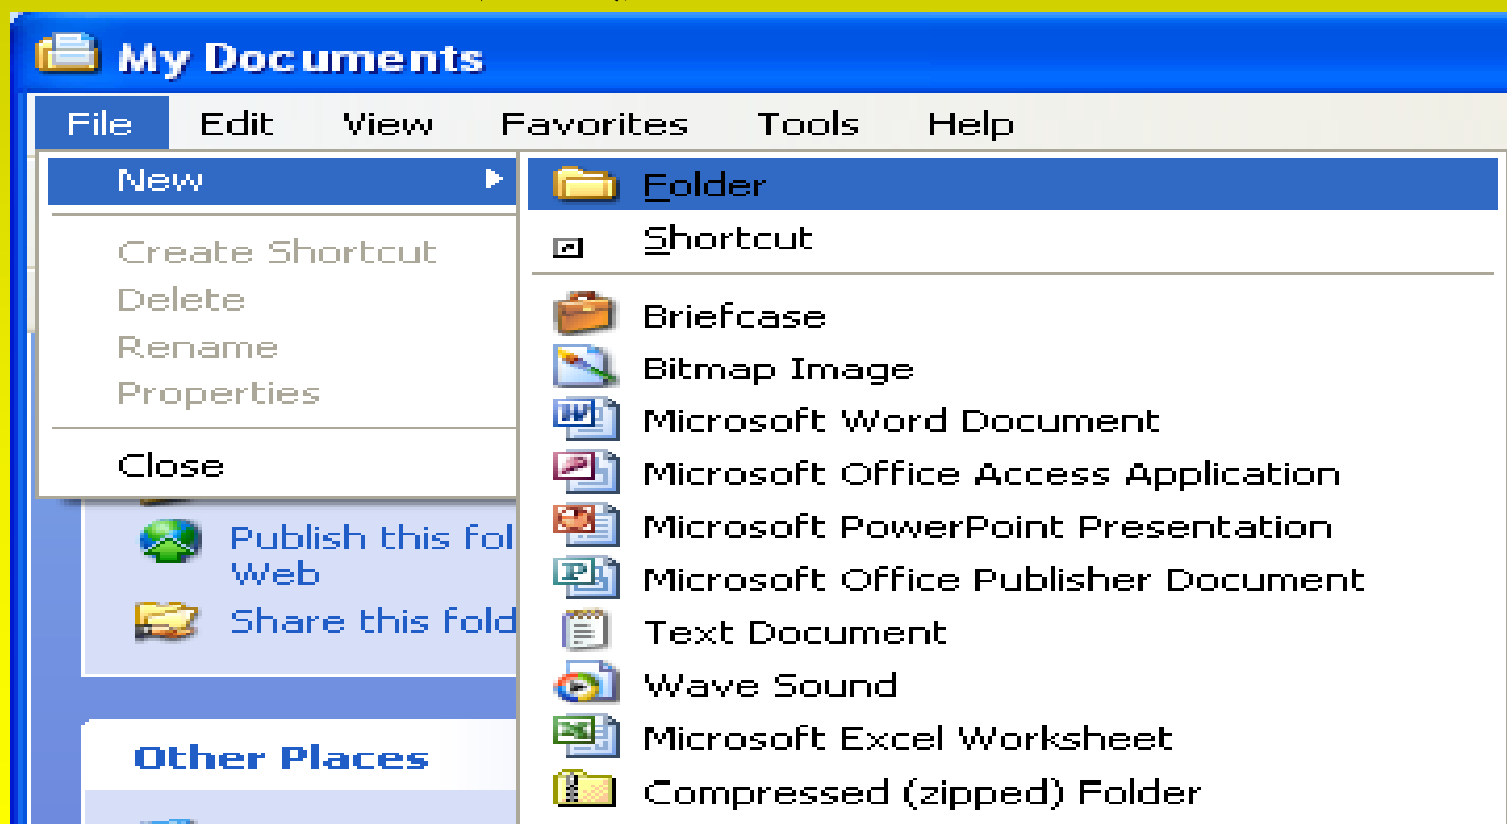 My Documents
File Edit View Favorites Tools Help
New
Create Shortcut
Delete
Rename
Properties
Close
Folder
Shortcut
Briefcase
Bitmap Image
Microsoft Word Document
Microsoft Office Access Application
Microsoft PowerPoint Presentation
Microsoft Office Publisher Document
Text Document
Wave Sound
Microsoft Excel Worksheet
Compressed (zipped) Folder
Publish this fol
Web
Share this fold
Other Places